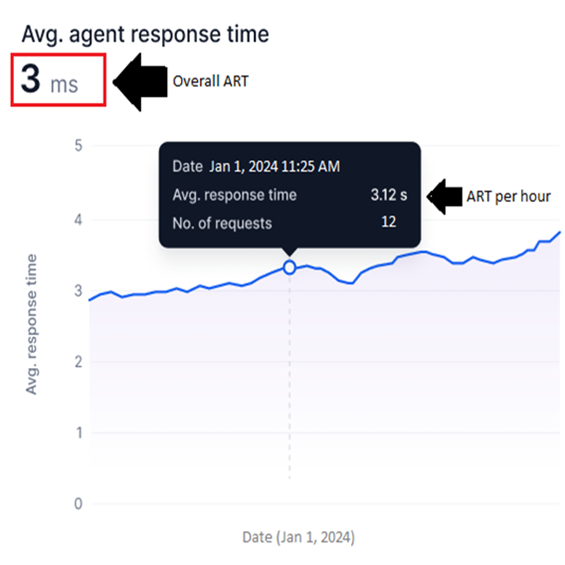 Avg. agent response time
3 ms
Overall ART
5
Date Jan 1, 2024 11:25 AM
Avg. response time 3.12 s
ART per hour
No. of requests 12
4
3
2
1
0
Avg. response time
Date (Jan 1, 2024)